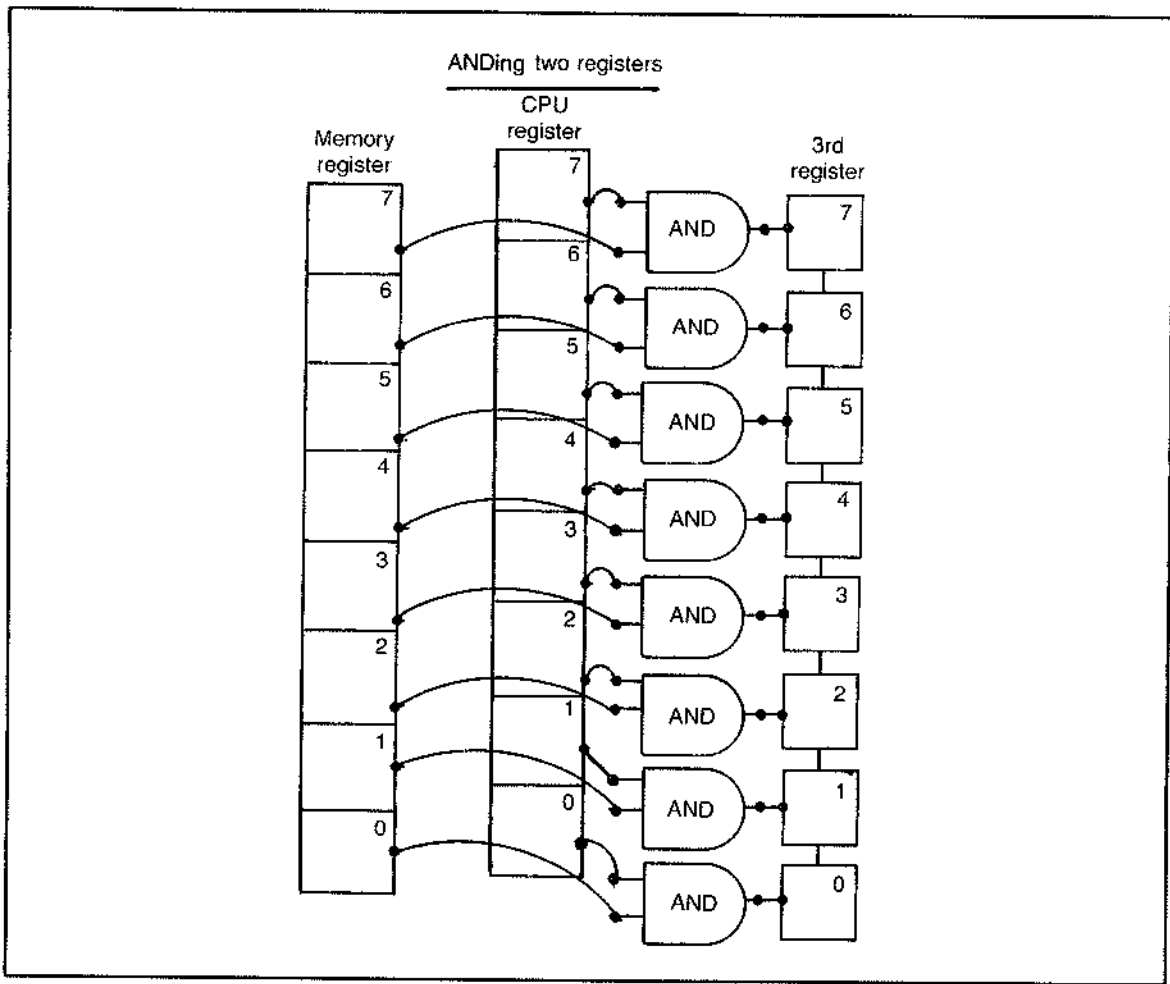 ANDing two registers
CPU
register
Memory
register
3rd
register
7
6
5
4
3
2
1
0
7
6
5
4
3
2
1
0
AND
AND
AND
AND
AND
AND
AND
AND
7
6
5
4
3
2
1
0